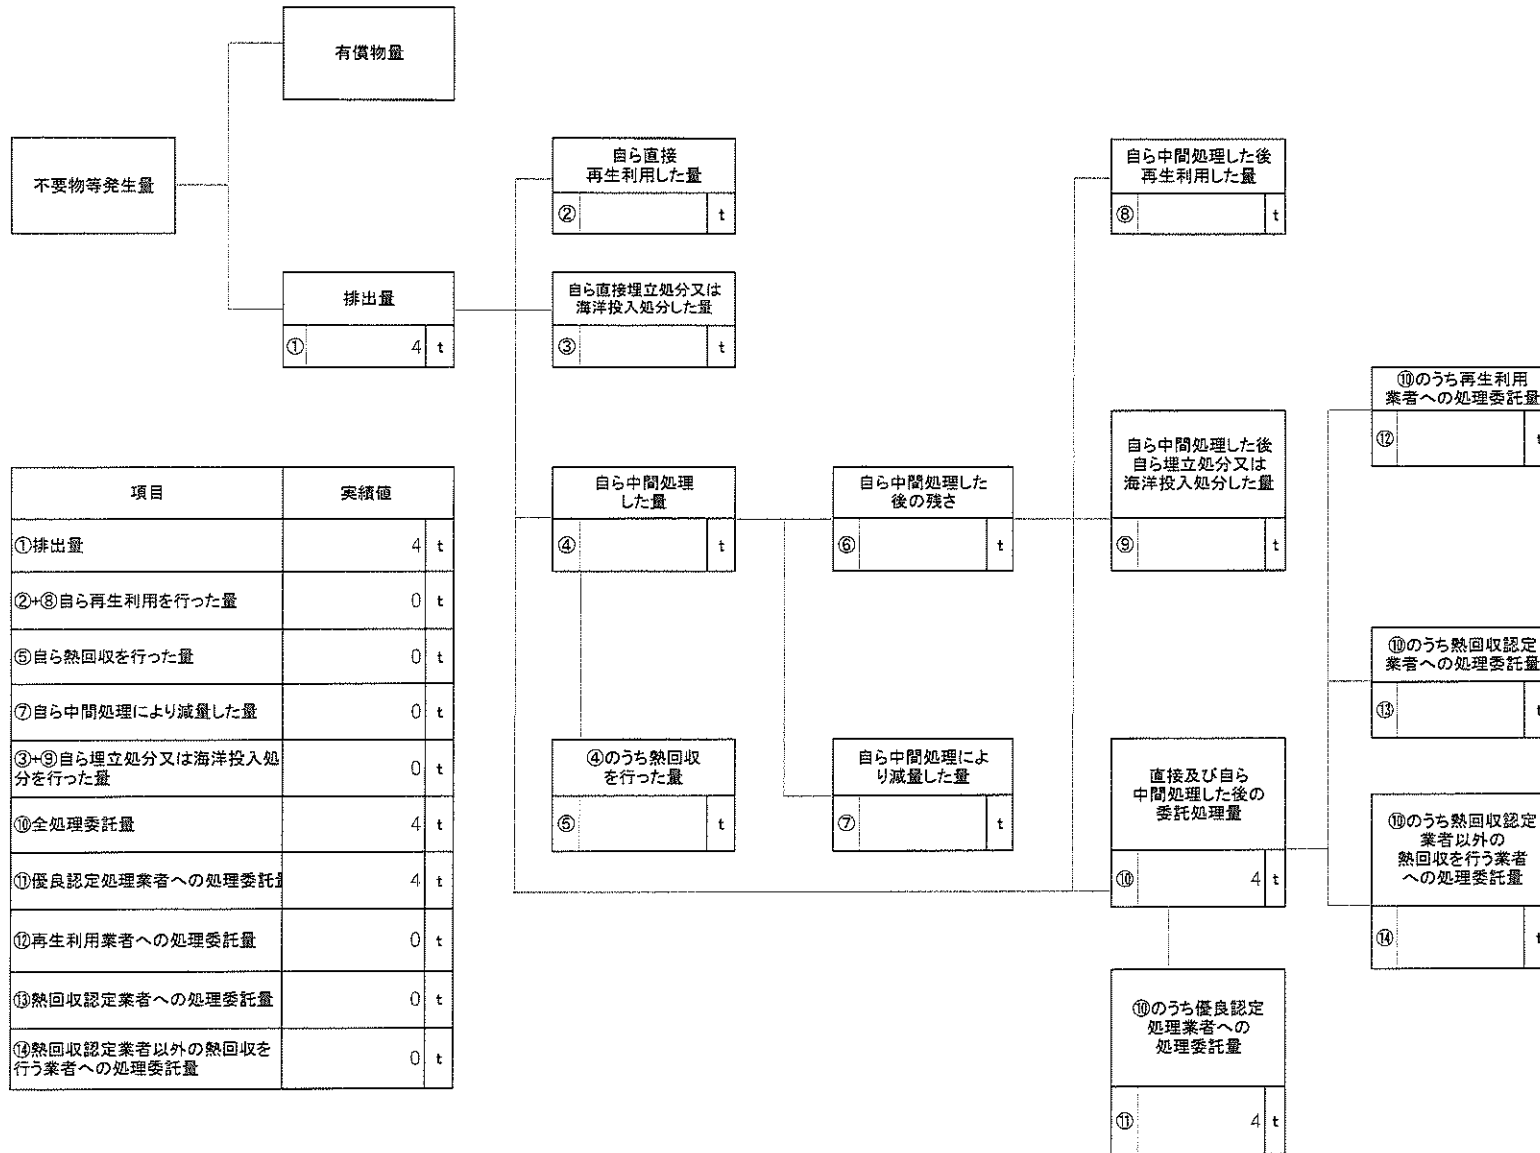 有償物量
不要物等発生量
排出量
① 4 t
自ら直接
再生利用した量
② t
自ら直接埋立処分又は
海洋投入処分した量
③ t
自ら中間処理
した量
④ t
④のうち熱回収
を行った量
⑤ t
自ら中間処理した
後の残さ
⑥ t
自ら中間処理によ
り減量した量
⑦ t
自ら中間処理した後
再生利用した量
⑧ t
自ら中間処理した後
自ら埋立処分又は
海洋投入処分した量
⑨ t
直接及び自ら
中間処理した後の
委託処理量
⑩ 4 t
⑩のうち優良認定
処理業者への
処理委託量
⑪ 4 t
⑩のうち再生利用
業者への処理委託量
⑫ t
⑩のうち熱回収認定
業者への処理委託量
⑬ t
⑩のうち熱回収認定
業者以外の
熱回収を行う業者
への処理委託量
⑭ t
項目 実績値
①排出量 4 t
②+⑧自ら再生利用を行った量 0 t
⑤自ら熱回収を行った量 0 t
⑦自ら中間処理により減量した量 0 t
③+⑨自ら埋立処分又は海洋投入処
分を行った量 0 t
⑩全処理委託量 4 t
⑪優良認定処理業者への処理委託 4 t
⑫再生利用業者への処理委託量 0 t
⑬熱回収認定業者への処理委託量 0 t
⑭熱回収認定業者以外の熱回収を
行う業者への処理委託量 0 t